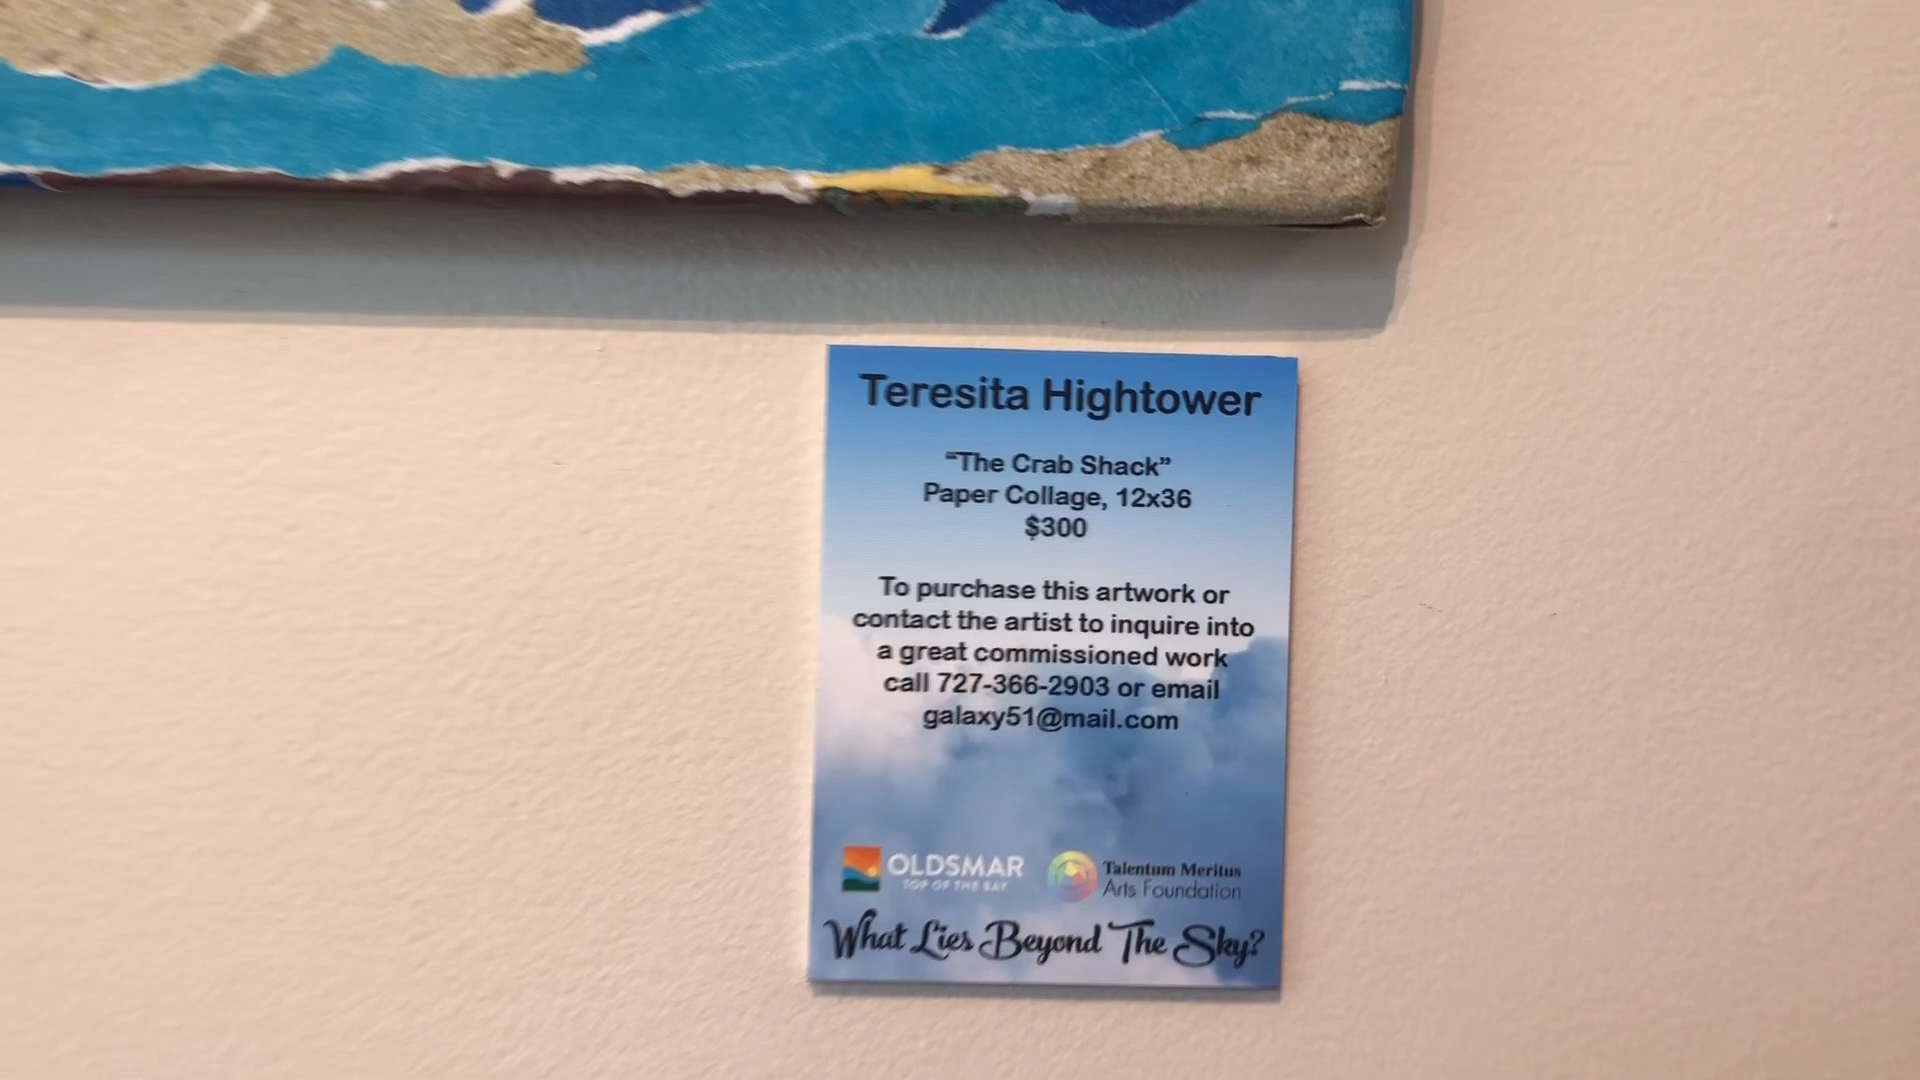 Teresita Hightower
“The Crab Shack”
Paper Collage, 12x36
$300
To purchase this artwork or
contact the artist to inquire into
a great commissioned work
call 727-366-2903 or email
galaxy51@mail.com
OLDSMAR
TOP OF THE BAY
Talentum Meritus
Arts Foundation
What Lies Beyond The Sky?